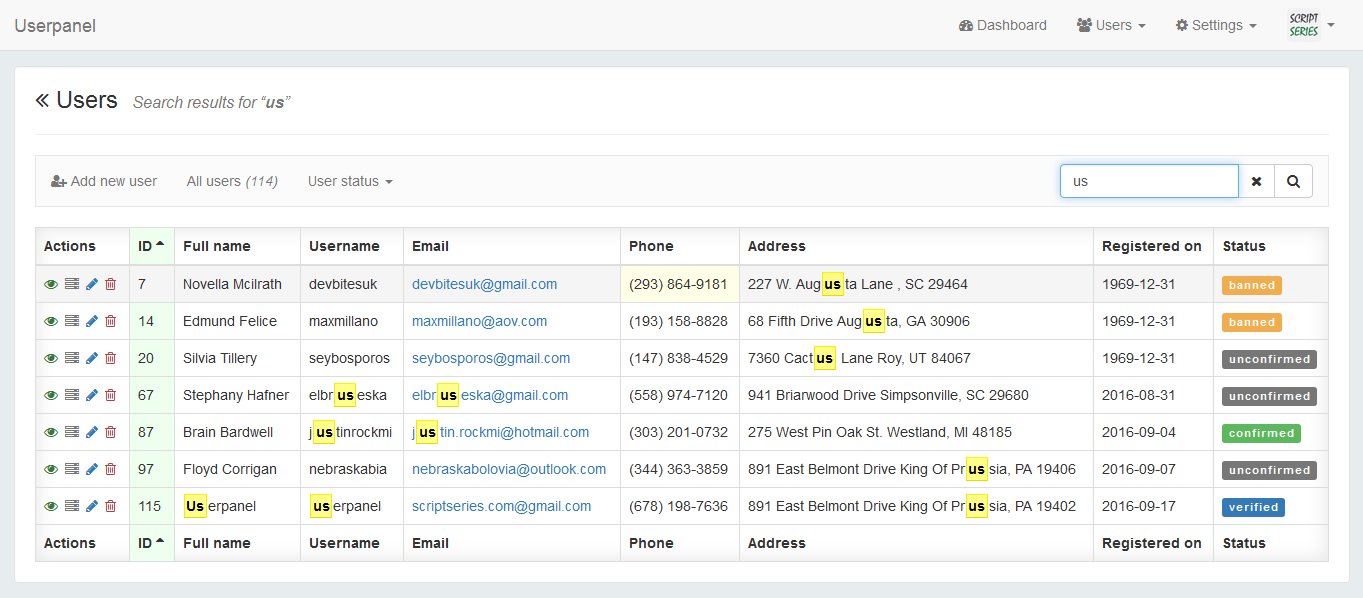 Userpanel Dashboard Users Settings SCRIPT SERIES
« Users Search results for “us”
Add new user All users (114) User status us
Actions ID Full name Username Email Phone Address Registered on Status
7 Novella Mcilrath devbitesuk devbitesuk@gmail.com (293) 864-9181 227 W. Augusta Lane , SC 29464 1969-12-31 banned
14 Edmund Felice maxmillano maxmillano@aov.com (193) 158-8828 68 Fifth Drive Augusta, GA 30906 1969-12-31 banned
20 Silvia Tillery seybosporos seybosporos@gmail.com (147) 838-4529 7360 Cactus Lane Roy, UT 84067 1969-12-31 unconfirmed
67 Stephany Hafner elbruseska elbruseska@gmail.com (558) 974-7120 941 Briarwood Drive Simpsonville, SC 29680 2016-08-31 unconfirmed
87 Brain Bardwell justinrockmi justin.rockmi@hotmail.com (303) 201-0732 275 West Pin Oak St. Westland, MI 48185 2016-09-04 confirmed
97 Floyd Corrigan nebraskabia nebraskabolovia@outlook.com (344) 363-3859 891 East Belmont Drive King Of Prussia, PA 19406 2016-09-07 unconfirmed
115 Userpanel userpanel scriptseries.com@gmail.com (678) 198-7636 891 East Belmont Drive King Of Prussia, PA 19402 2016-09-17 verified
Actions ID Full name Username Email Phone Address Registered on Status